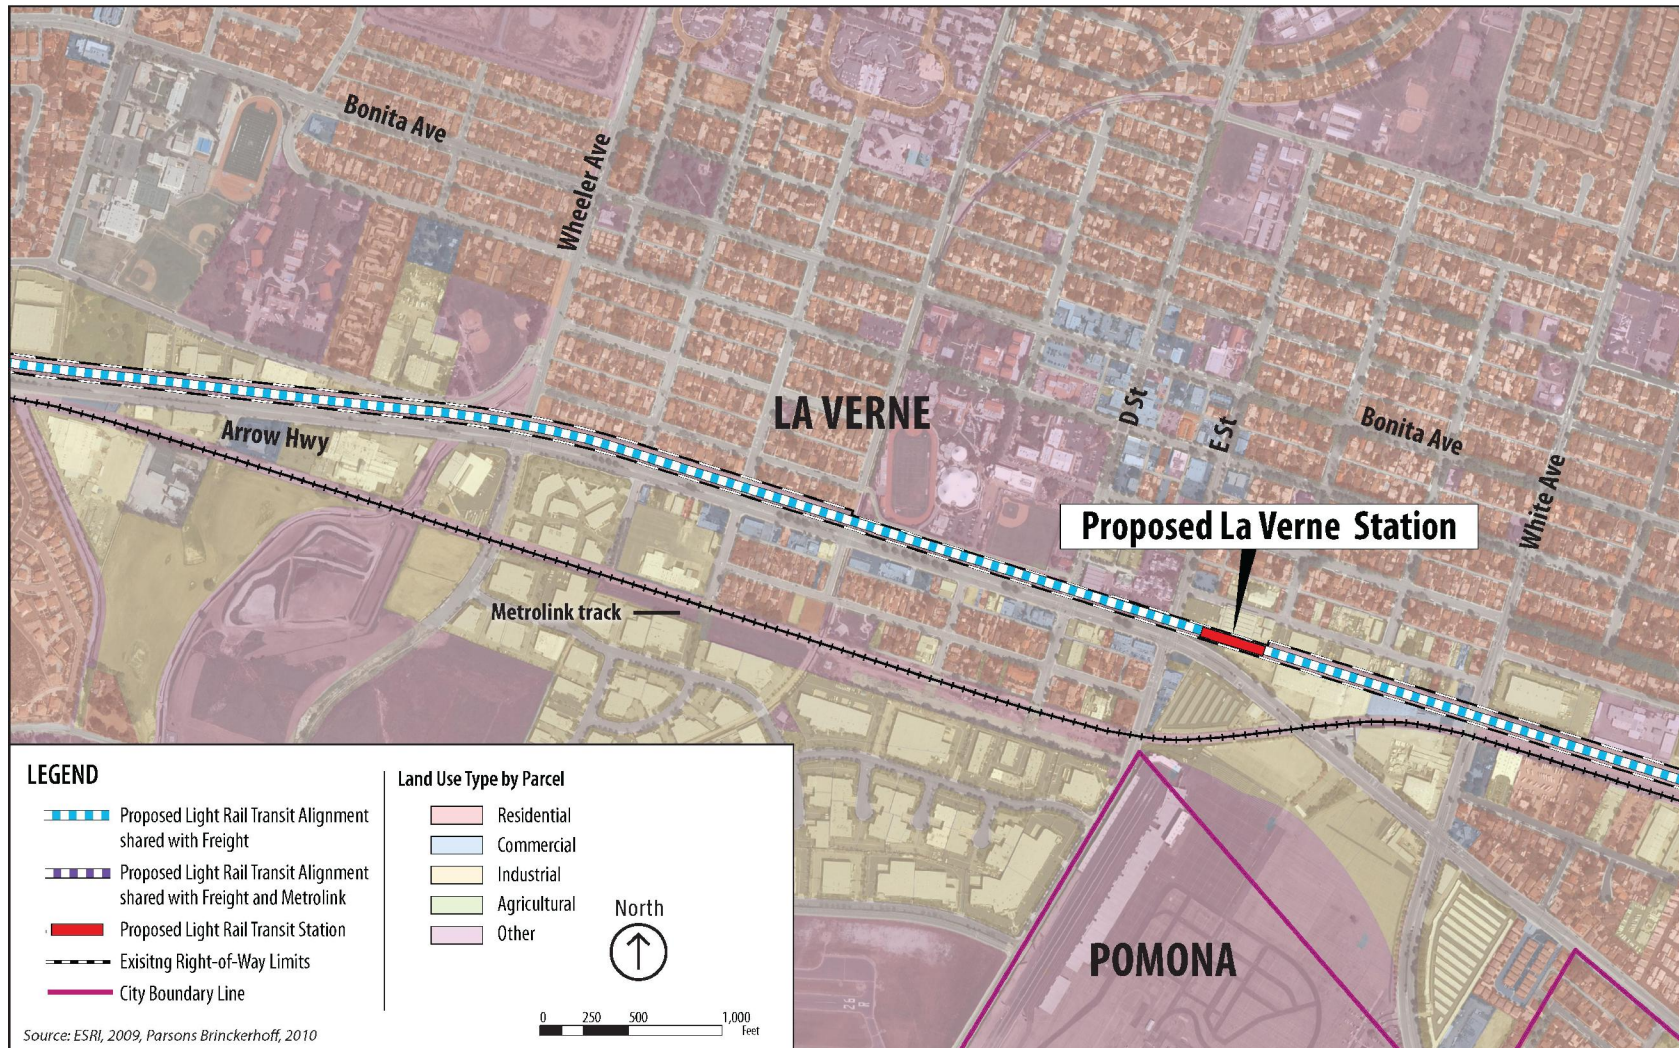 Bonita Ave
Wheeler Ave
LA VERNE
D St
E St
Bonita Ave
White Ave
Arrow Hwy
Proposed La Verne Station
Metrolink track
POMONA
26
R
LEGEND
Proposed Light Rail Transit Alignment
shared with Freight
Proposed Light Rail Transit Alignment
shared with Freight and Metrolink
Proposed Light Rail Transit Station
Exisitng Right-of-Way Limits
City Boundary Line
Source: ESRI, 2009, Parsons Brinckerhoff, 2010
Land Use Type by Parcel
Residential
Commercial
Industrial
Agricultural
Other
North
0 250 500 1,000
Feet